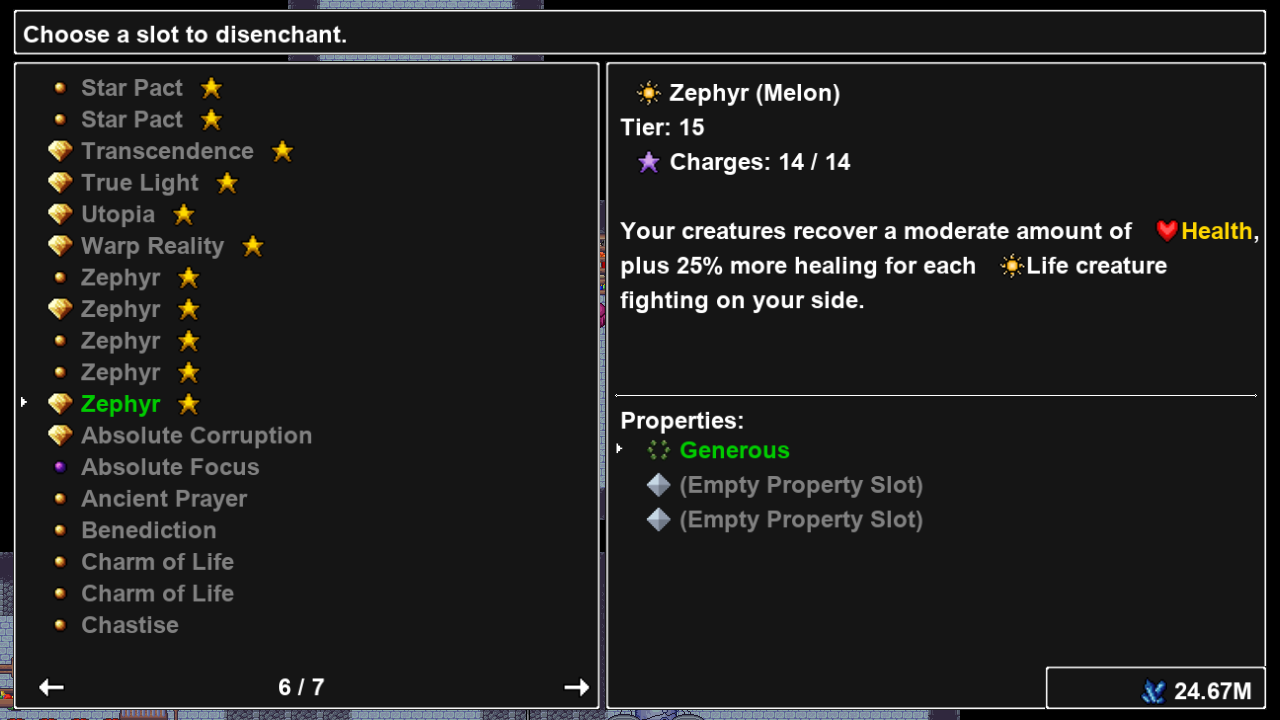 Choose a slot to disenchant.
Star Pact
Star Pact
Transcendence
True Light
Utopia
Warp Reality
Zephyr
Zephyr
Zephyr
Zephyr
Zephyr
Absolute Corruption
Absolute Focus
Ancient Prayer
Benediction
Charm of Life
Charm of Life
Chastise
6 / 7
Zephyr (Melon)
Tier: 15
Charges: 14 / 14
Your creatures recover a moderate amount of Health,
plus 25% more healing for each Life creature
fighting on your side.
Properties:
Generous
(Empty Property Slot)
(Empty Property Slot)
24.67M